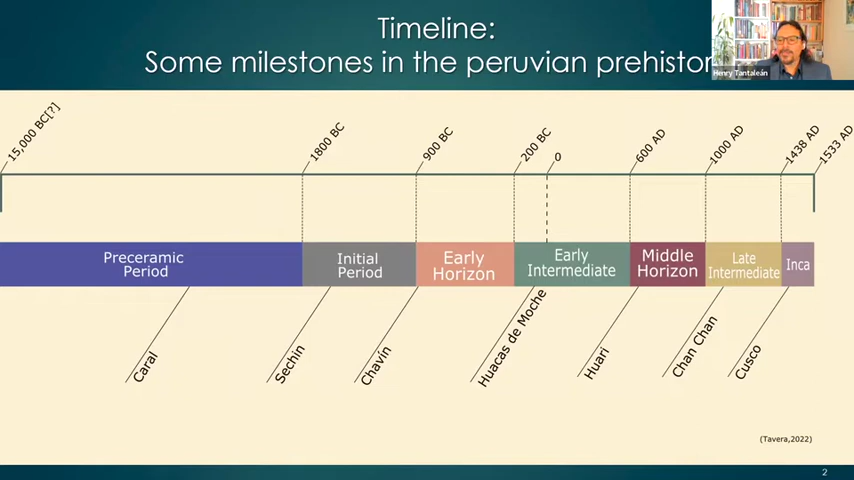 Timeline:
Some milestones in the peruvian prehistor
Henry Tantaleán
15,000 BC[?]
1800 BC
900 BC
200 BC
0
600 AD
1000 AD
1438 AD
1533 AD
Preceramic
Period
Initial
Period
Early
Horizon
Early
Intermediate
Middle
Horizon
Late
Intermediate
Inca
Caral
Sechín
Chavín
Huacas de Moche
Huari
Chan Chan
Cusco
(Tavera,2022)
2